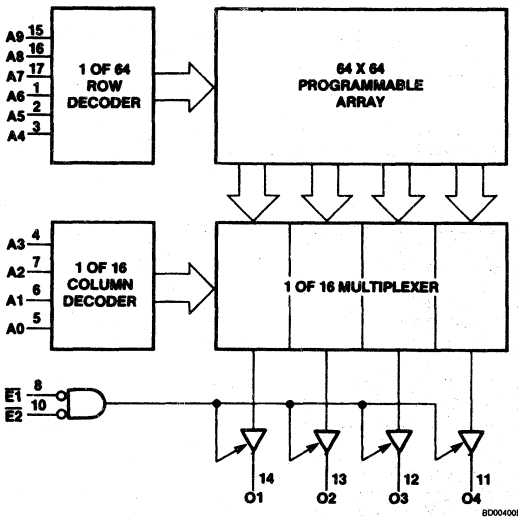 A9 15
A8 16
A7 17
A6 1
A5 2
A4 3
1 OF 64
ROW
DECODER
64 X 64
PROGRAMMABLE
ARRAY
A3 4
A2 7
A1 6
A0 5
1 OF 16
COLUMN
DECODER
1 OF 16 MULTIPLEXER
E1 8
E2 10
14
13
12
11
O1
O2
O3
O4
BD00400